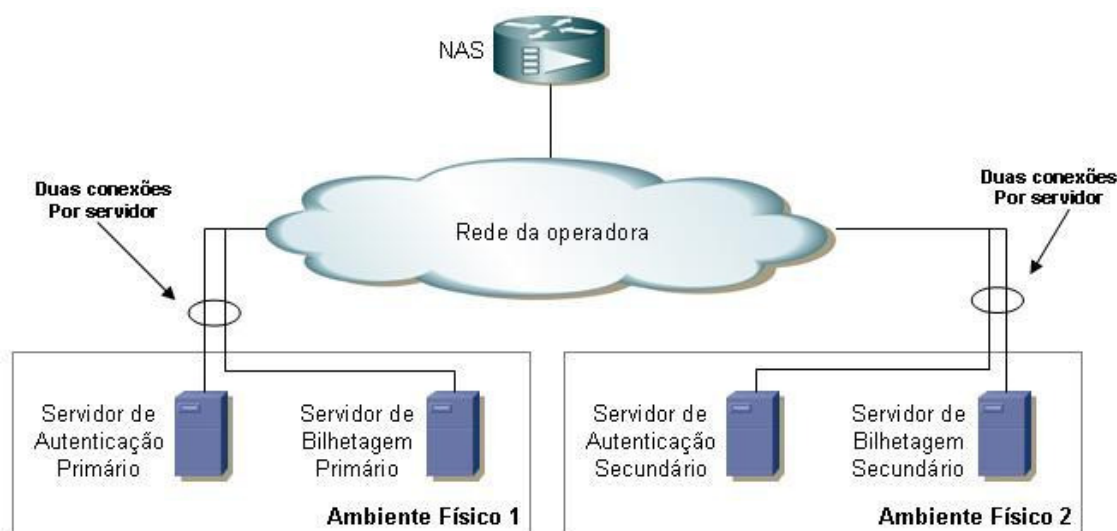 NAS
Duas conexões
Por servidor
Duas conexões
Por servidor
Rede da operadora
Servidor de
Autenticação
Primário
Servidor de
Bilhetagem
Primário
Ambiente Físico 1
Servidor de
Autenticação
Secundário
Servidor de
Bilhetagem
Secundário
Ambiente Físico 2